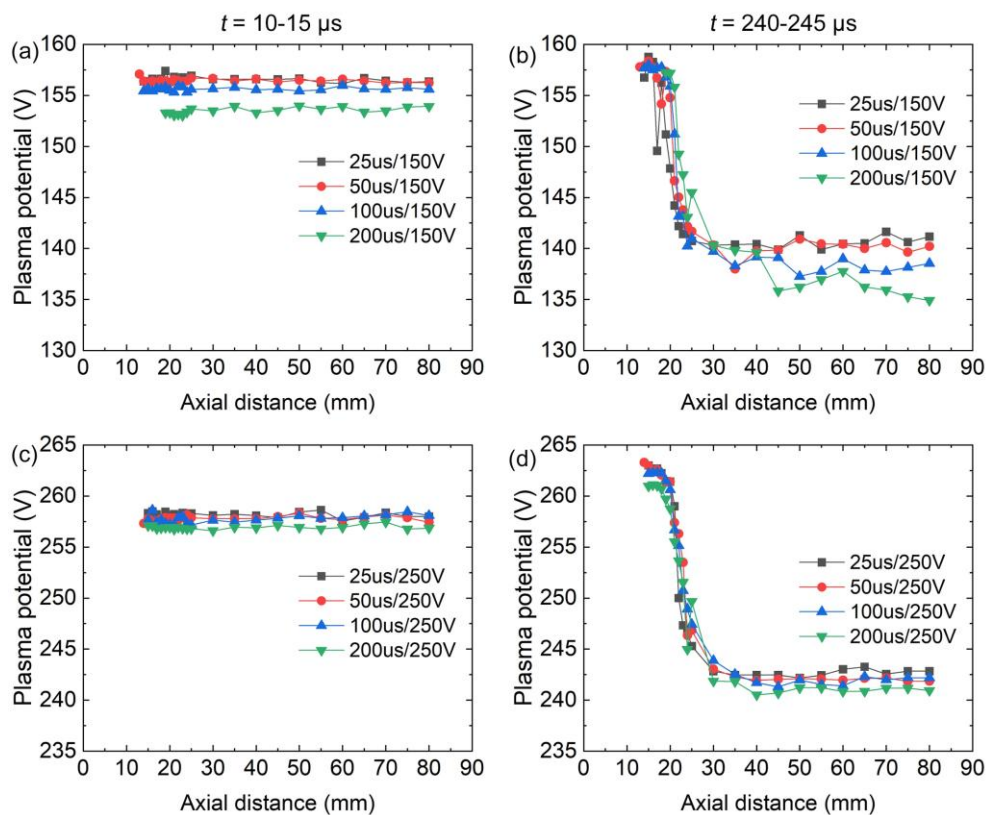 t = 10-15 µs
t = 240-245 µs
(a)
160
155
150
145
140
135
130
Plasma potential (V)
25us/150V
50us/150V
100us/150V
200us/150V
0 10 20 30 40 50 60 70 80 90
Axial distance (mm)
(b)
160
155
150
145
140
135
130
Plasma potential (V)
25us/150V
50us/150V
100us/150V
200us/150V
0 10 20 30 40 50 60 70 80 90
Axial distance (mm)
(c)
265
260
255
250
245
240
235
Plasma potential (V)
25us/250V
50us/250V
100us/250V
200us/250V
0 10 20 30 40 50 60 70 80 90
Axial distance (mm)
(d)
265
260
255
250
245
240
235
Plasma potential (V)
25us/250V
50us/250V
100us/250V
200us/250V
0 10 20 30 40 50 60 70 80 90
Axial distance (mm)